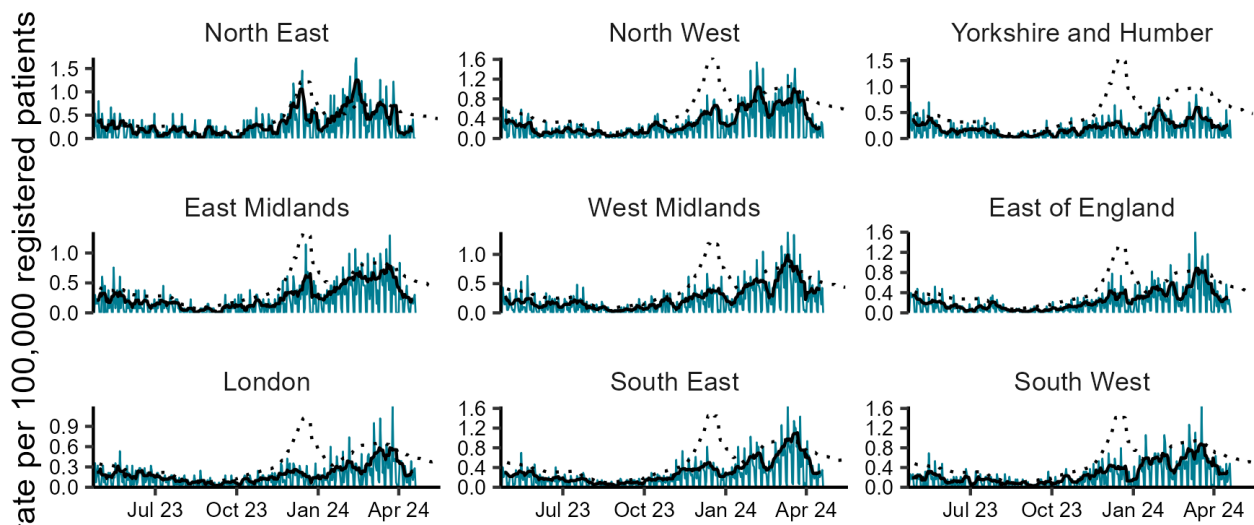 rate per 100,000 registered patients
North East
North West
Yorkshire and Humber
1.5
1.0
0.5
0.0
1.6
1.2
0.8
0.4
0.0
1.5
1.0
0.5
0.0
East Midlands
West Midlands
East of England
1.0
0.5
0.0
1.0
0.5
0.0
1.6
1.2
0.8
0.4
0.0
London
South East
South West
0.9
0.6
0.3
0.0
1.6
1.2
0.8
0.4
0.0
1.6
1.2
0.8
0.4
0.0
Jul 23 Oct 23 Jan 24 Apr 24
Jul 23 Oct 23 Jan 24 Apr 24
Jul 23 Oct 23 Jan 24 Apr 24